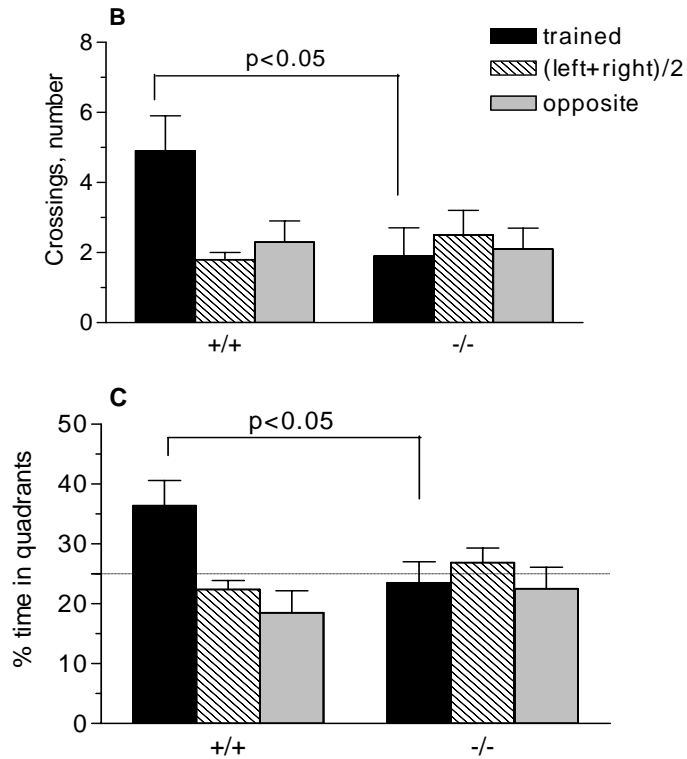 B
trained
(left+right)/2
opposite
p<0.05
Crossings, number
8
6
4
2
0
+/+
-/-
C
p<0.05
% time in quadrants
50
40
30
20
10
0
+/+
-/-